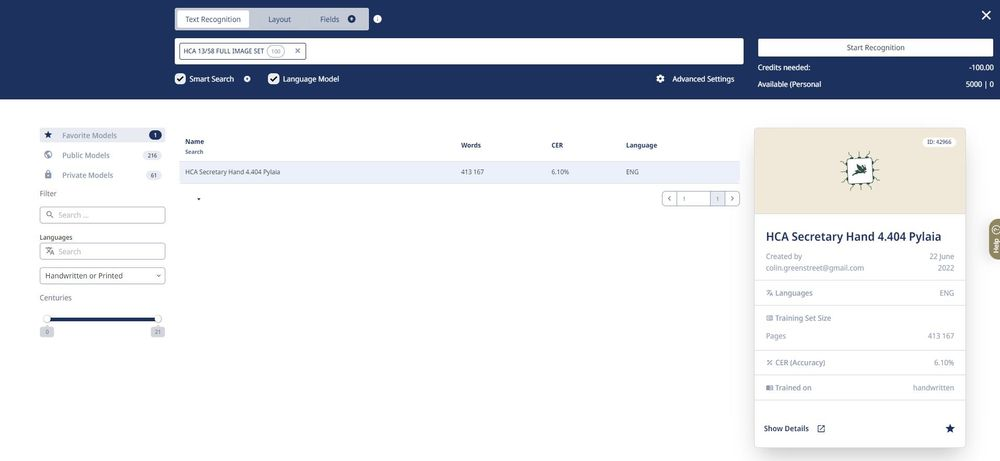 Text Recognition
Layout
Fields
HCA 13/58 FULL IMAGE SET 100
Smart Search
Language Model
Advanced Settings
Start Recognition
Credits needed: -100.00
Available (Personal 5000 | 0
Favorite Models 1
Public Models 216
Private Models 61
Filter
Search ...
Languages
Search
Handwritten or Printed
Centuries
0 21
Name Words CER Language
Search
HCA Secretary Hand 4.404 Pylaia 413 167 6.10% ENG
1 1
ID: 42966
HCA Secretary Hand 4.404 Pylaia
Created by 22 June
colin.greenstreet@gmail.com 2022
Languages ENG
Training Set Size
Pages 413 167
CER (Accuracy) 6.10%
Trained on handwritten
Show Details
Help